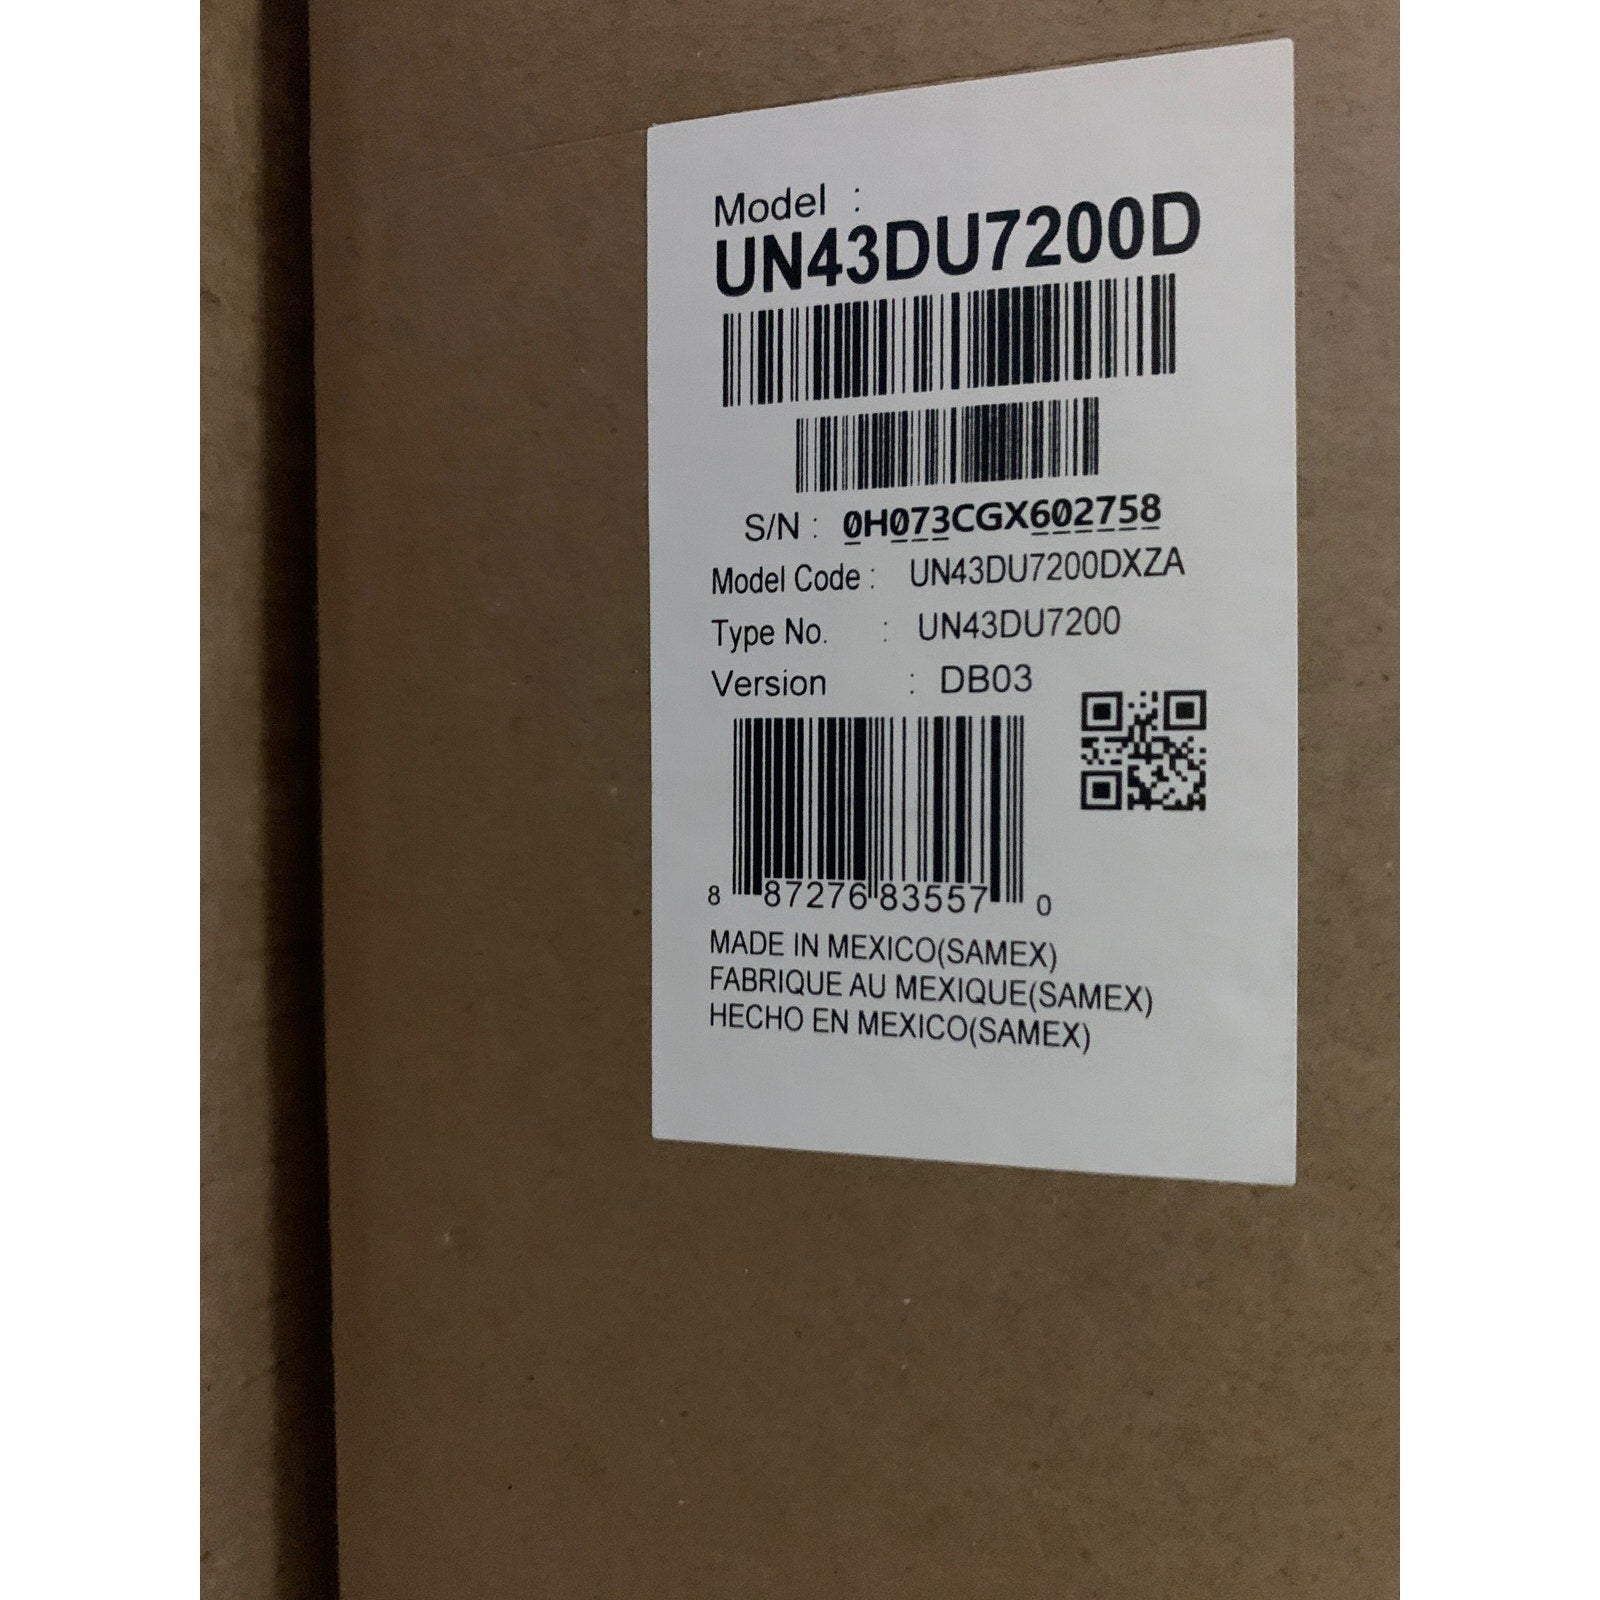 Model :
UN43DU7200D
S/N : 0H073CGX602758
Model Code : UN43DU7200DXZA
Type No. : UN43DU7200
Version : DB03
8 87276 83557 0
MADE IN MEXICO(SAMEX)
FABRIQUE AU MEXIQUE(SAMEX)
HECHO EN MEXICO(SAMEX)